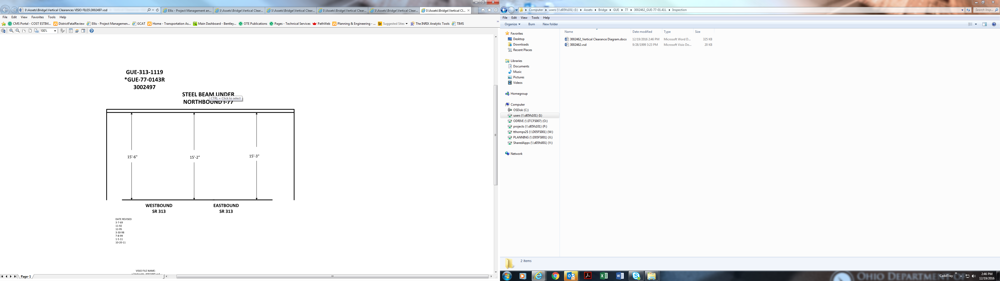 I:\Assets\Bridge\Vertical Clearances VISIO FILES\3002497.vsd
Ellis - Project Management an...
I:\Assets\Bridge\Vertical Clear...
I:\Assets\Bridge\Vertical Clear...
I:\Assets\Bridge\Vertical Clear...
I:\Assets\Bridge\Vertical Clear...
I:\Assets\Bridge\Vertical Cl...
File Edit View Favorites Tools Help
CMS Portal - COST ESTIM... DistrictFatalReview Ellis - Project Managemen... GCAT Home - Transportation As... Main Dashboard - Bentley... OTE Publications Pages - Technical Services PathWeb Planning & Engineering - ... Suggested Sites The INRIX Analytic Tools TIMS
100%
GUE-313-1119
*GUE-77-0143R
3002497
STEEL BEAM UNDER
CTRL + Click to select
NORTHBOUND I-77
15'-6"
15'-2"
15'-3"
WESTBOUND
SR 313
EASTBOUND
SR 313
DATE REVISED
3-7-69
11-92
12-95
3-30-98
7-8-99
1-5-11
10-20-11
VISIO FILE NAME:
Page-1
Computer users (\\d05fs101) (I:) Assets Bridge GUE 77 3002462_GUE-77-01.41L Inspection
Search Insp...
File Edit View Tools Help
Organize Burn New folder
Favorites
Desktop
Downloads
Recent Places
Libraries
Documents
Music
Pictures
Videos
Homegroup
Computer
OSDisk (C:)
users (\\d05fs101) (I:)
ODRIVE (\\ITCFS007) (O:)
projects (\\d05fs101) (P:)
tthomps2$ (\\D05FS001) (W:)
PLANNING (\\D05FS001) (X:)
SharedApps (\\d05fs001) (Y:)
Network
Name Date modified Type Size
3002462_Vertical Clearance Diagram.docx 12/19/2016 2:46 PM Microsoft Word D... 325 KB
3002462.vsd 9/28/1999 3:23 PM Microsoft Visio Do... 20 KB
2 items
OHIO DEPARTMENT
CaddTray
2:46 PM
12/19/2016